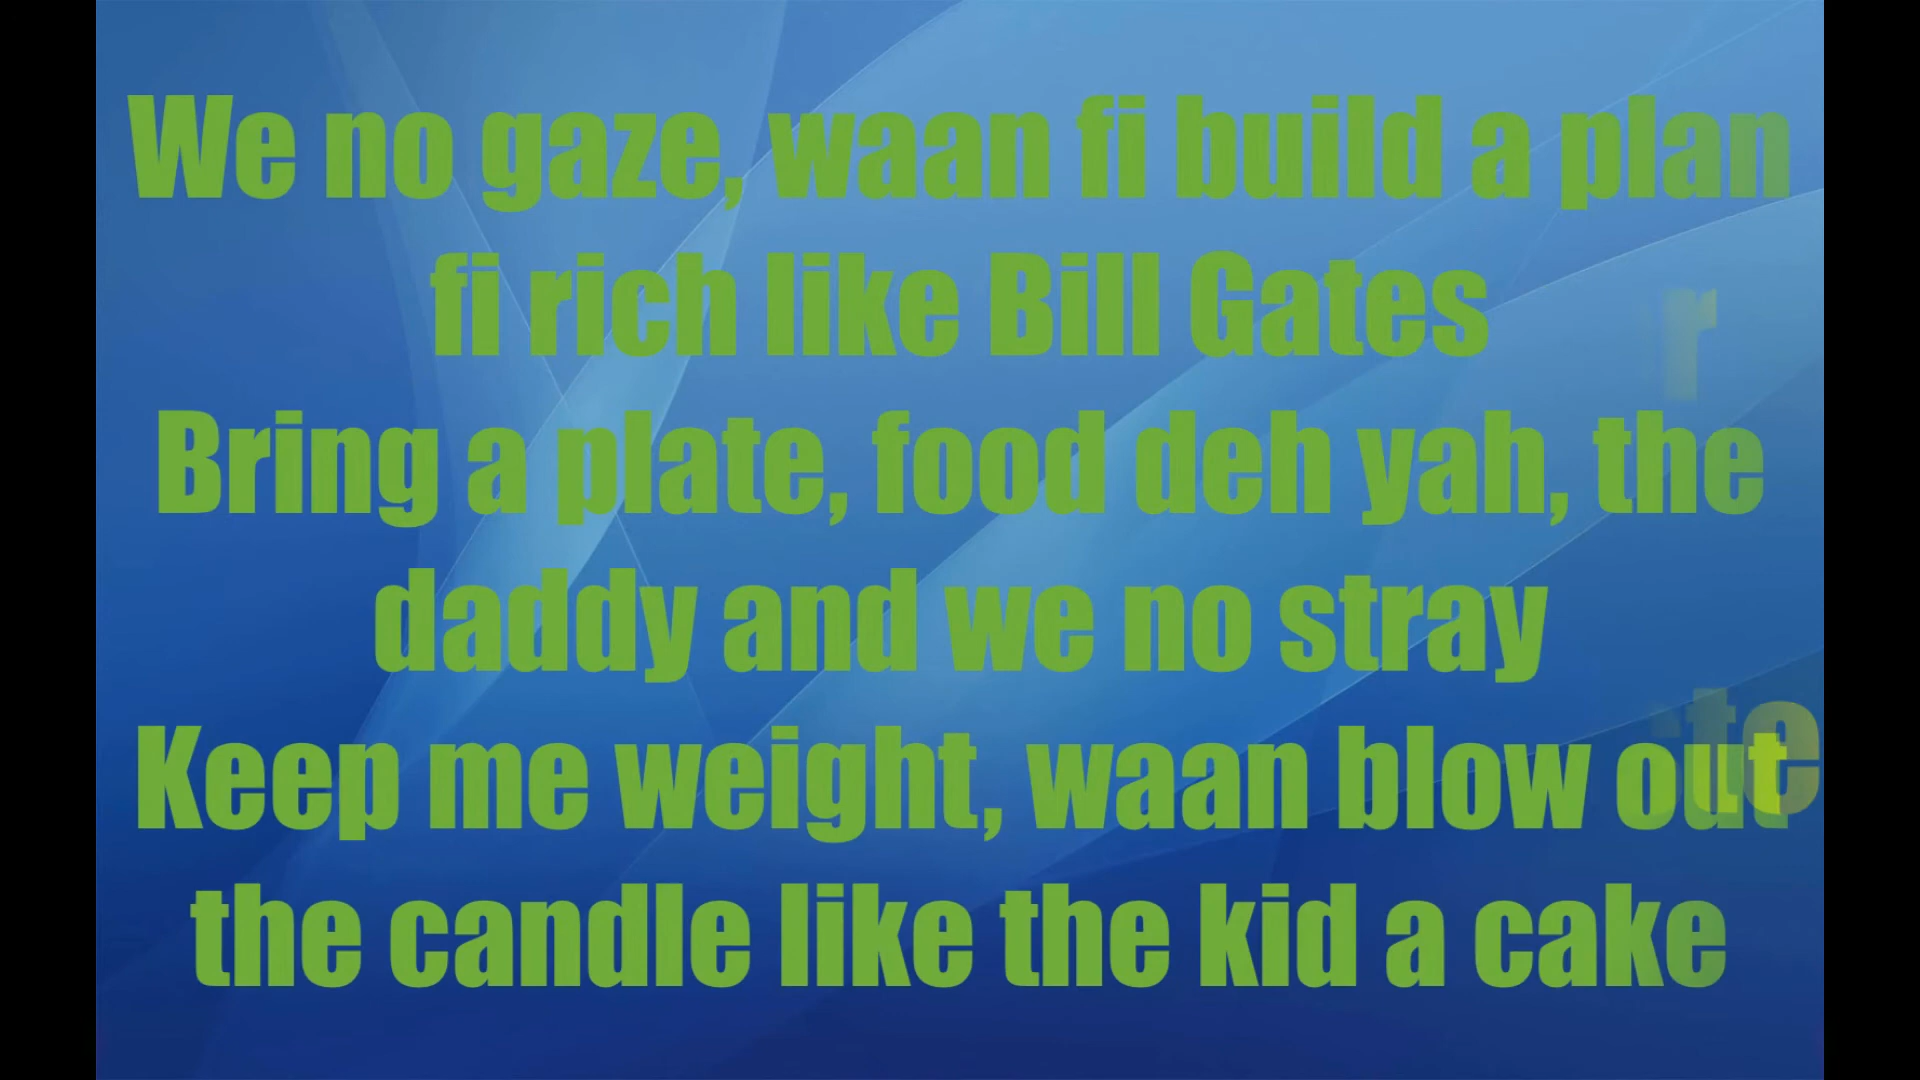 We no gaze, waan fi build a plan
fi rich like Bill Gates
Bring a plate, food deh yah, the
daddy and we no stray
Keep me weight, waan blow out
the candle like the kid a cake